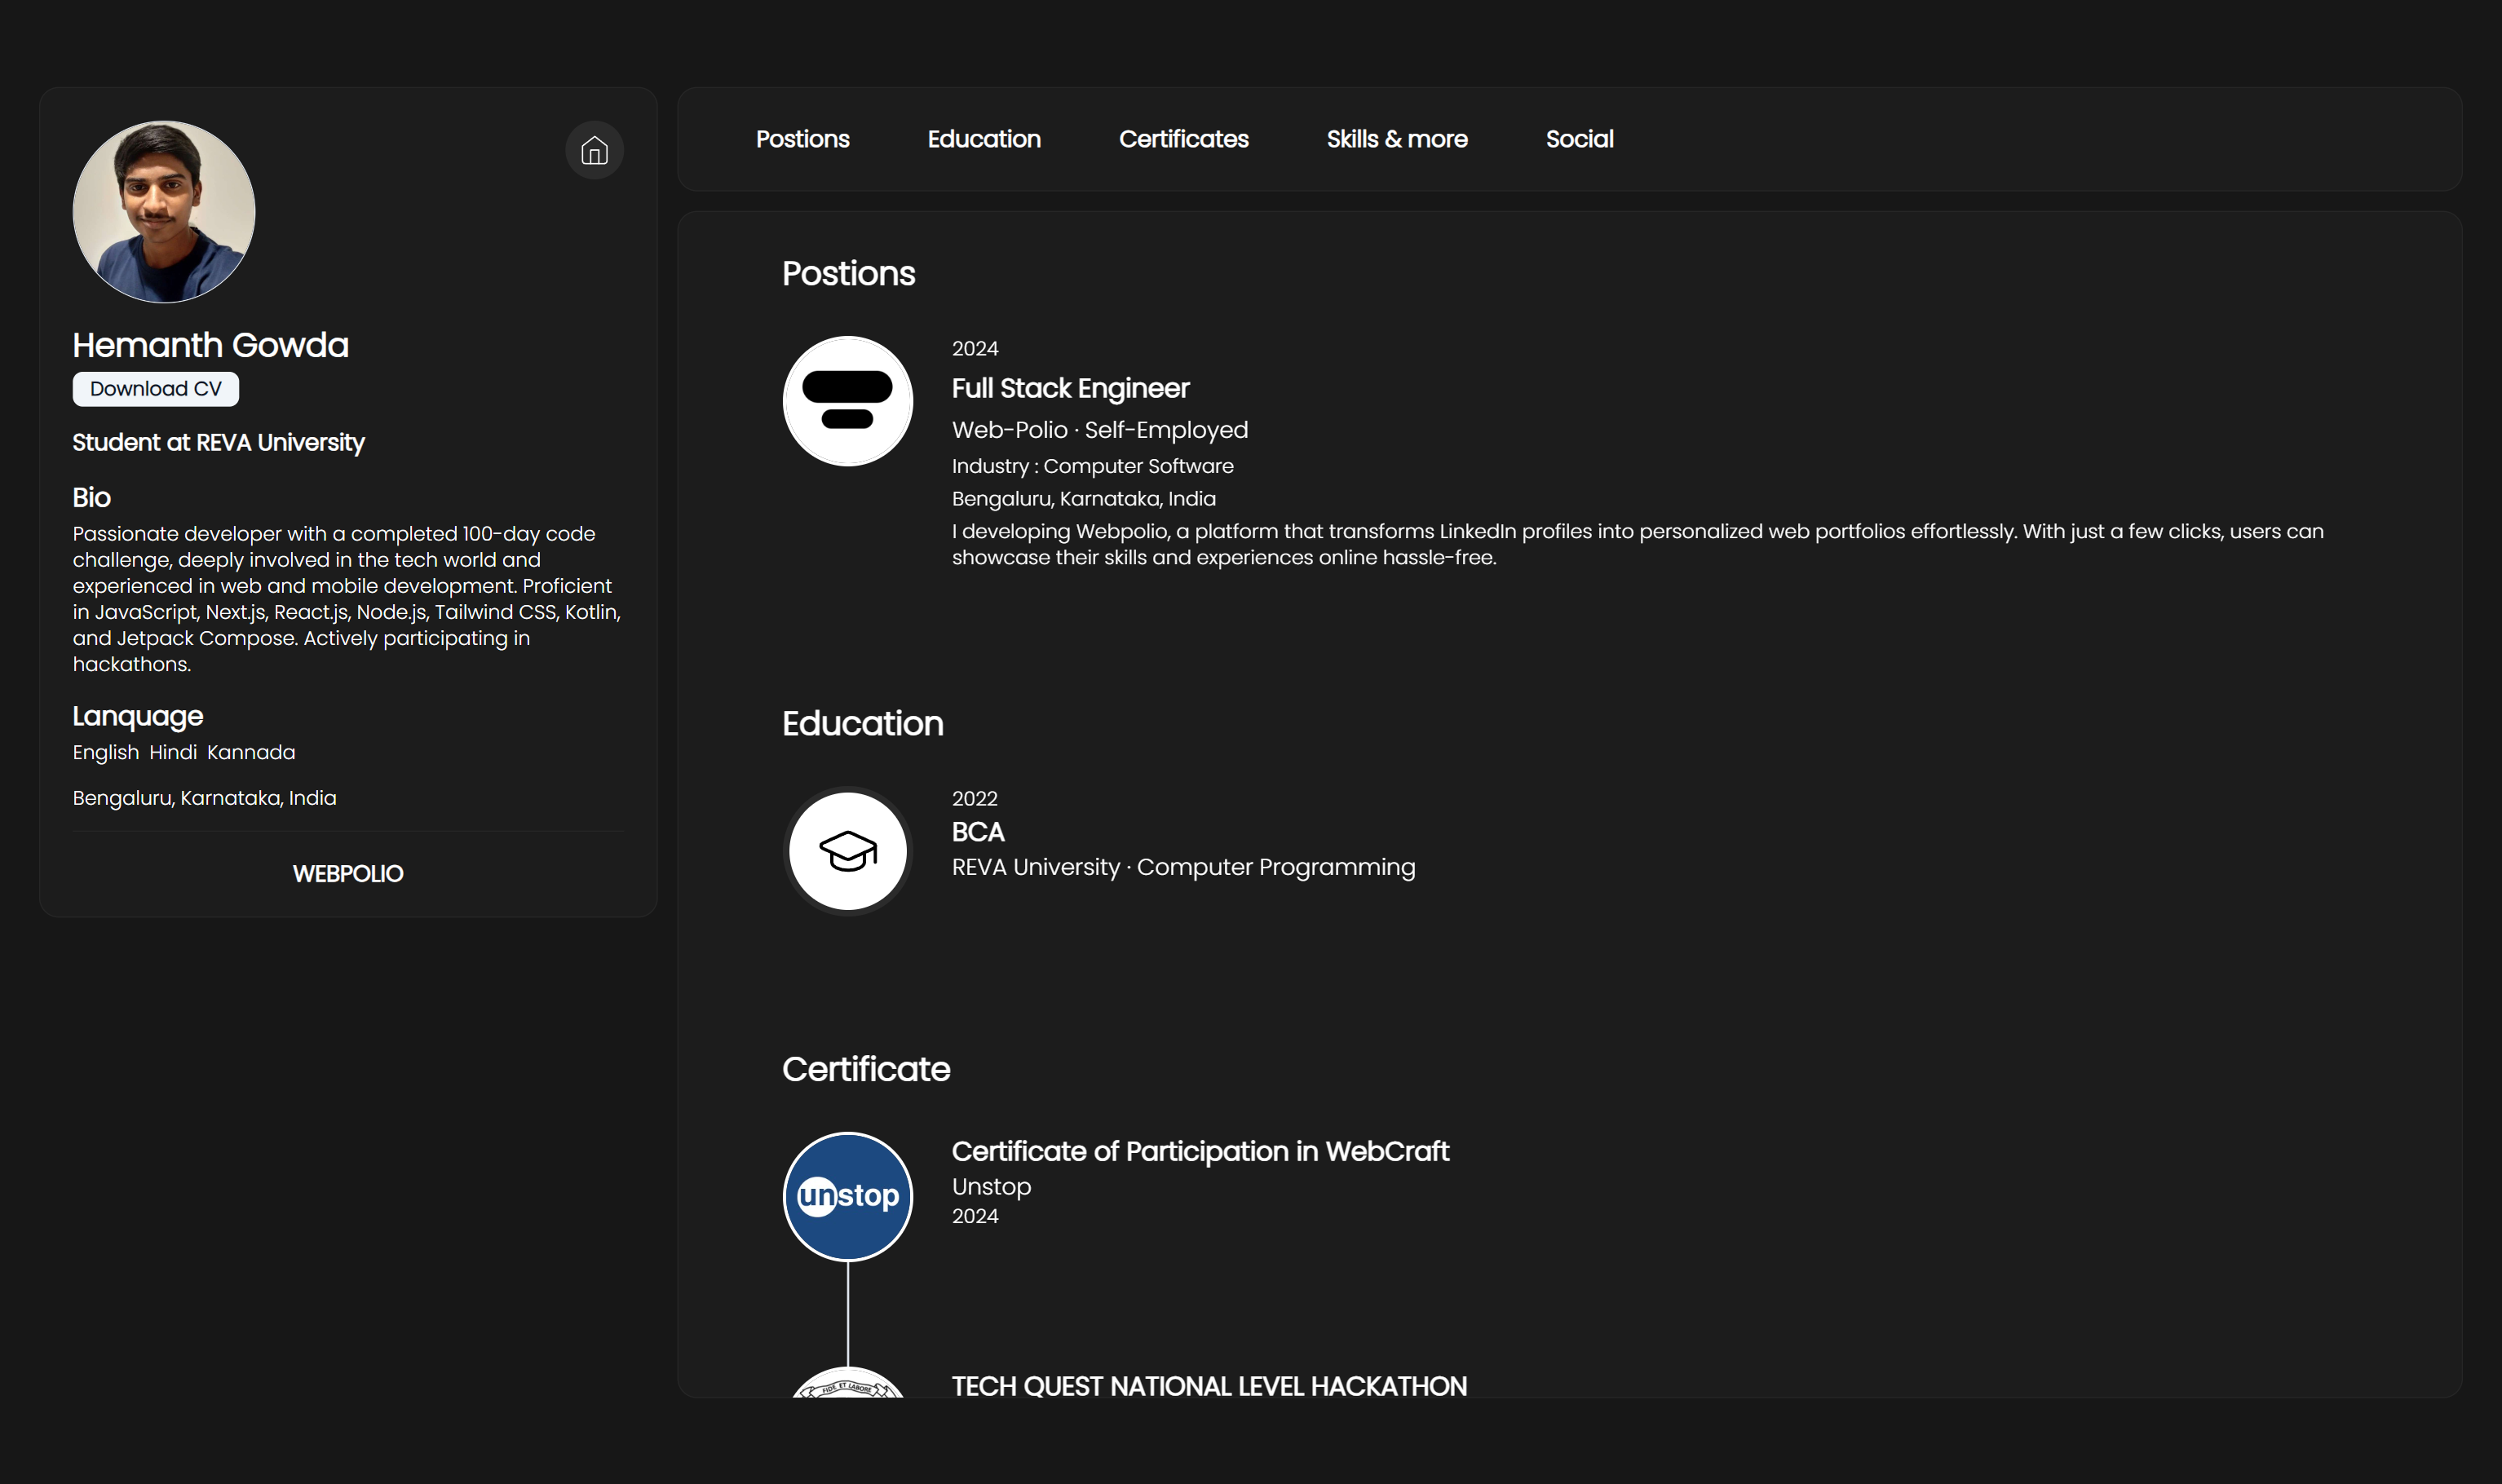 Hemanth Gowda
Download CV
Student at REVA University
Bio
Passionate developer with a completed 100-day code
challenge, deeply involved in the tech world and
experienced in web and mobile development. Proficient
in JavaScript, Next.js, React.js, Node.js, Tailwind CSS, Kotlin,
and Jetpack Compose. Actively participating in
hackathons.
Lanquage
English Hindi Kannada
Bengaluru, Karnataka, India
WEBPOLIO
Postions Education Certificates Skills & more Social
Postions
2024
Full Stack Engineer
Web-Polio · Self-Employed
Industry : Computer Software
Bengaluru, Karnataka, India
I developing Webpolio, a platform that transforms LinkedIn profiles into personalized web portfolios effortlessly. With just a few clicks, users can
showcase their skills and experiences online hassle-free.
Education
2022
BCA
REVA University · Computer Programming
Certificate
unstop
Certificate of Participation in WebCraft
Unstop
2024
FIDE ET LABORE
TECH QUEST NATIONAL LEVEL HACKATHON